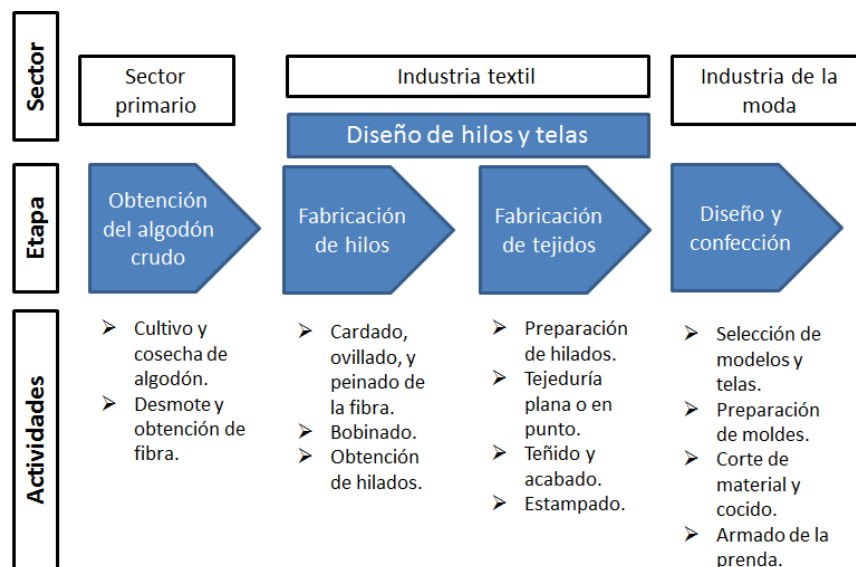 Sector
Sector
primario
Industria textil
Industria de la
moda
Diseño de hilos y telas
Etapa
Obtención
del algodón
crudo
Fabricación
de hilos
Fabricación
de tejidos
Diseño y
confección
Actividades
➢ Cultivo y
cosecha de
algodón.
➢ Desmote y
obtención de
fibra.
➢ Cardado,
ovillado, y
peinado de
la fibra.
➢ Bobinado.
➢ Obtención
de hilados.
➢ Preparación
de hilados.
➢ Tejeduría
plana o en
punto.
➢ Teñido y
acabado.
➢ Estampado.
➢ Selección de
modelos y
telas.
➢ Preparación
de moldes.
➢ Corte de
material y
cocido.
➢ Armado de la
prenda.